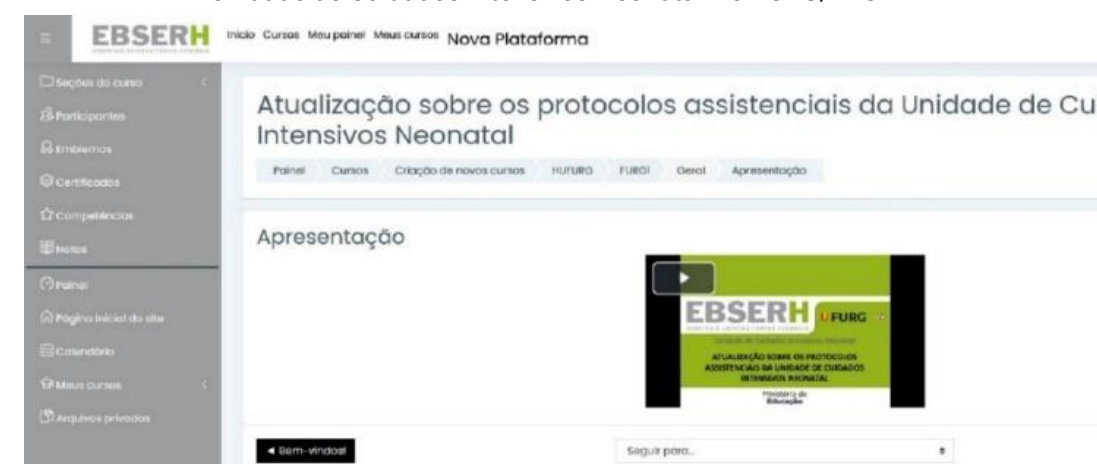 EBSERH
Início Cursos Meu painel Meus cursos Nova Plataforma
Seções do curso
Participantes
Emblemas
Certificados
Competências
Notas
Painel
Página inicial do site
Calendário
Meus cursos
Arquivos privados
Atualização sobre os protocolos assistenciais da Unidade de Cu
Intensivos Neonatal
Painel Cursos Criação de novos cursos HUFURG FURG1 Geral Apresentação
Apresentação
EBSERH FURG
ATUALIZAÇÃO SOBRE OS PROTOCOLOS
ASSISTENCIAIS DA UNIDADE DE CUIDADOS
INTENSIVOS NEONATAL
Ministério da
Educação
◄ Bem-vindos!
Seguir para...